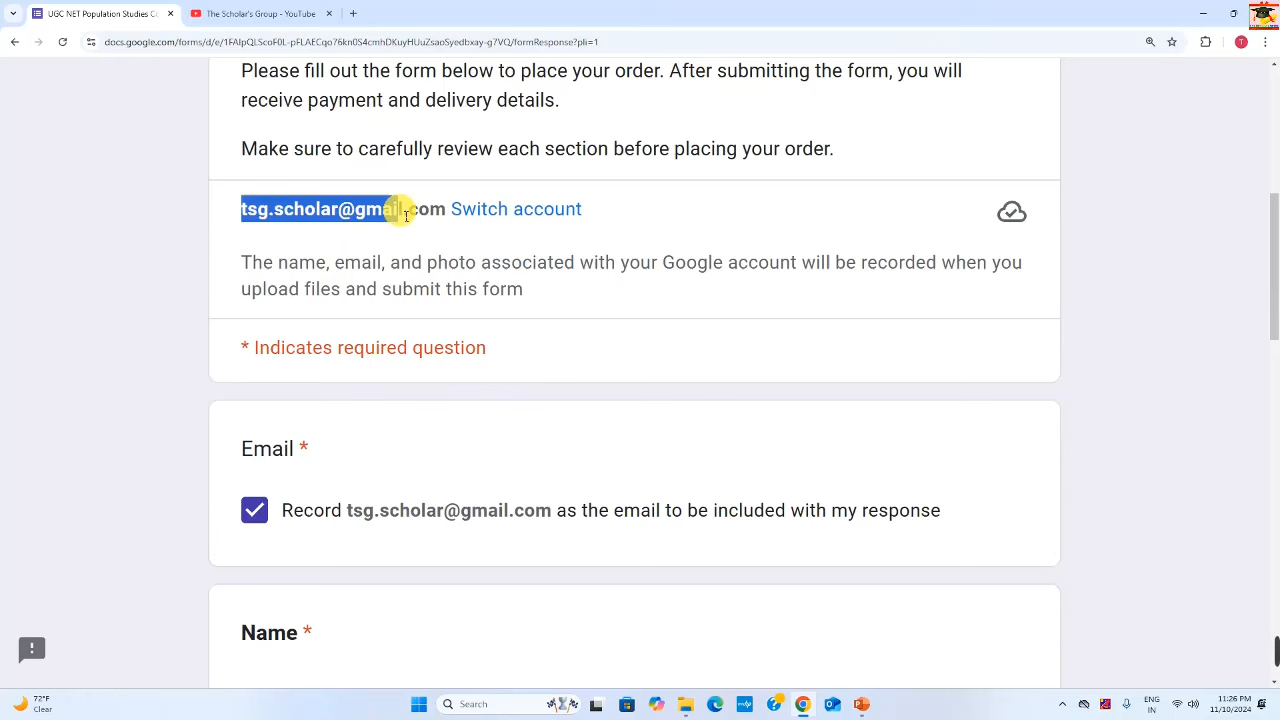 UGC NET Population Studies Co
The Scholar's Group - YouTube
docs.google.com/forms/d/e/1FAIpQLScoF0L-pFLAECqo76kn0S4cmhDKuyHUuZsaoSyedbxay-g7VQ/formResponse?pli=1
Please fill out the form below to place your order. After submitting the form, you will
receive payment and delivery details.
Make sure to carefully review each section before placing your order.
tsg.scholar@gmail.com Switch account
The name, email, and photo associated with your Google account will be recorded when you
upload files and submit this form
* Indicates required question
Email *
Record tsg.scholar@gmail.com as the email to be included with my response
Name *
72°F
Clear
Search
ENG
IN
11:26 PM
11/10/2024